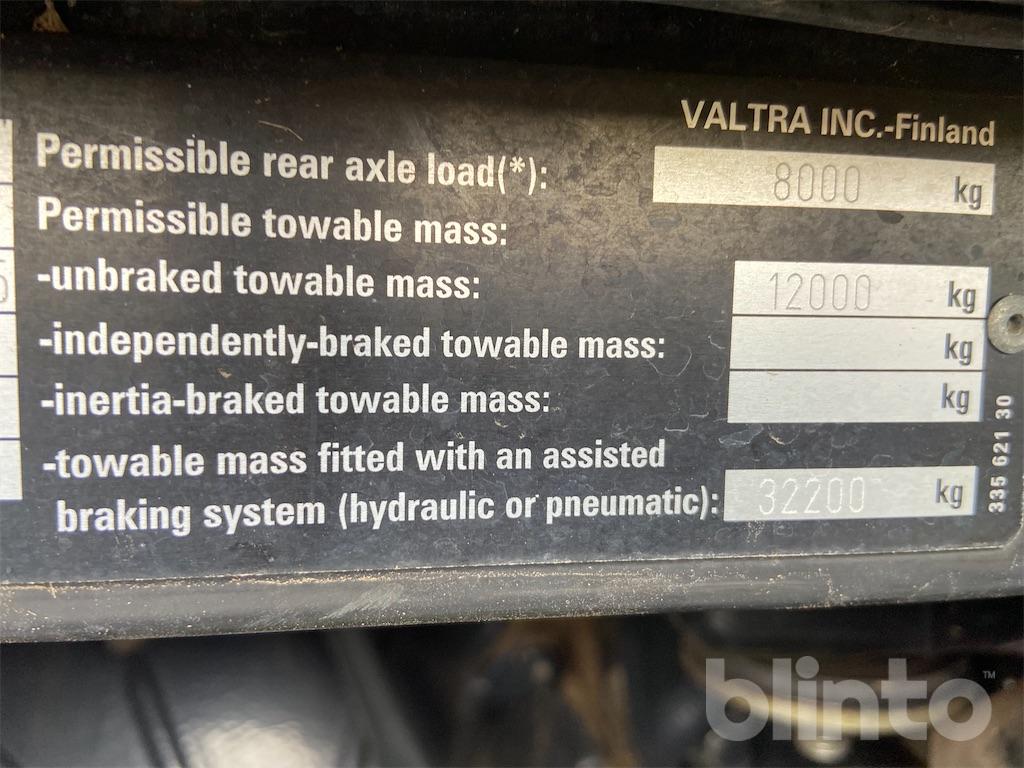 VALTRA INC.-Finland
Permissible rear axle load(*): 8000 kg
Permissible towable mass:
-unbraked towable mass: 12000 kg
-independently-braked towable mass: kg
-inertia-braked towable mass: kg
-towable mass fitted with an assisted
braking system (hydraulic or pneumatic): 32200 kg
335 621 30
blinto™